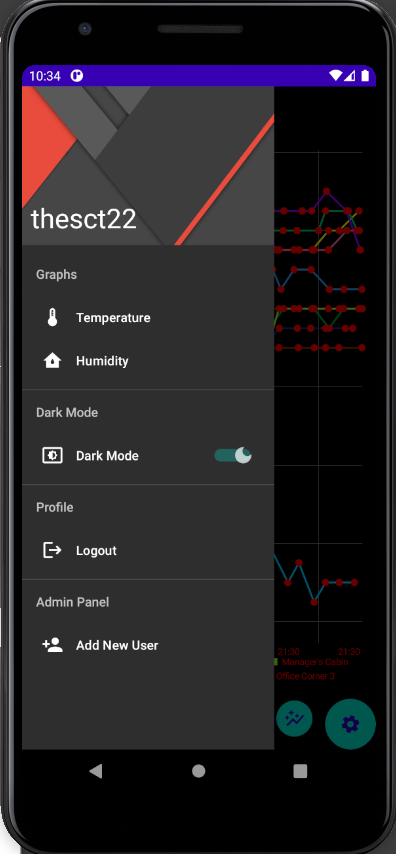 10:34
thesct22
Graphs
Temperature
Humidity
Dark Mode
Dark Mode
Profile
Logout
Admin Panel
Add New User
21:30 21:30
Manager's Cabin
Office Corner 3